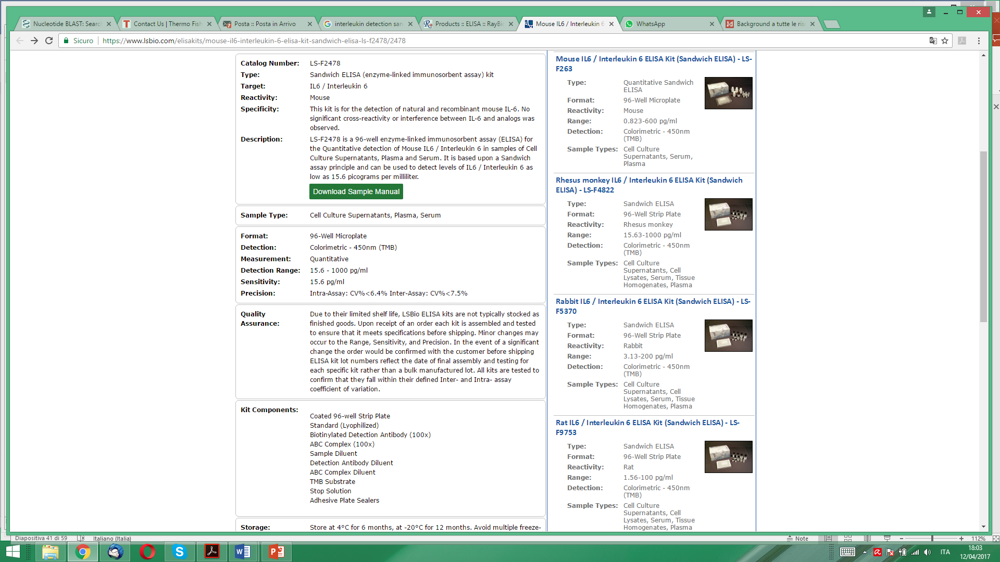 Nucleotide BLAST: Searc
Contact Us | Thermo Fish
Posta :: Posta in Arrivo
interleukin detection san
Products :: ELISA :: RayBi
Mouse IL6 / Interleukin 6
WhatsApp
Background a tutte le ris
Sicuro
https://www.lsbio.com/elisakits/mouse-il6-interleukin-6-elisa-kit-sandwich-elisa-ls-f2478/2478
Catalog Number: LS-F2478
Type: Sandwich ELISA (enzyme-linked immunosorbent assay) kit
Target: IL6 / Interleukin 6
Reactivity: Mouse
Specificity: This kit is for the detection of natural and recombinant mouse IL-6. No
significant cross-reactivity or interference between IL-6 and analogs was
observed.
Description: LS-F2478 is a 96-well enzyme-linked immunosorbent assay (ELISA) for
the Quantitative detection of Mouse IL6 / Interleukin 6 in samples of Cell
Culture Supernatants, Plasma and Serum. It is based upon a Sandwich
assay principle and can be used to detect levels of IL6 / Interleukin 6 as
low as 15.6 picograms per milliliter.
Download Sample Manual
Sample Type: Cell Culture Supernatants, Plasma, Serum
Format: 96-Well Microplate
Detection: Colorimetric - 450nm (TMB)
Measurement: Quantitative
Detection Range: 15.6 - 1000 pg/ml
Sensitivity: 15.6 pg/ml
Precision: Intra-Assay: CV%<6.4% Inter-Assay: CV%<7.5%
Quality Due to their limited shelf life, LSBio ELISA kits are not typically stocked as
Assurance: finished goods. Upon receipt of an order each kit is assembled and tested
to ensure that it meets specifications before shipping. Minor changes may
occur to the Range, Sensitivity, and Precision. In the event of a significant
change the order would be confirmed with the customer before shipping
ELISA kit lot numbers reflect the date of final assembly and testing for
each specific kit rather than a bulk manufactured lot. All kits are tested to
confirm that they fall within their defined Inter- and Intra- assay
coefficient of variation.
Kit Components:
Coated 96-well Strip Plate
Standard (Lyophilized)
Biotinylated Detection Antibody (100x)
ABC Complex (100x)
Sample Diluent
Detection Antibody Diluent
ABC Complex Diluent
TMB Substrate
Stop Solution
Adhesive Plate Sealers
Storage: Store at 4°C for 6 months, at -20°C for 12 months. Avoid multiple freeze-
Mouse IL6 / Interleukin 6 ELISA Kit (Sandwich ELISA) - LS-
F263
Type: Quantitative Sandwich
ELISA
Format: 96-Well Microplate
Reactivity: Mouse
Range: 0.823-600 pg/ml
Detection: Colorimetric - 450nm
(TMB)
Sample Types: Cell Culture
Supernatants, Serum,
Plasma
Rhesus monkey IL6 / Interleukin 6 ELISA Kit (Sandwich
ELISA) - LS-F4822
Type: Sandwich ELISA
Format: 96-Well Strip Plate
Reactivity: Rhesus monkey
Range: 15.63-1000 pg/ml
Detection: Colorimetric - 450nm
(TMB)
Sample Types: Cell Culture
Supernatants, Cell
Lysates, Serum, Tissue
Homogenates, Plasma
Rabbit IL6 / Interleukin 6 ELISA Kit (Sandwich ELISA) - LS-
F5370
Type: Sandwich ELISA
Format: 96-Well Strip Plate
Reactivity: Rabbit
Range: 3.13-200 pg/ml
Detection: Colorimetric - 450nm
(TMB)
Sample Types: Cell Culture
Supernatants, Cell
Lysates, Serum, Tissue
Homogenates, Plasma
Rat IL6 / Interleukin 6 ELISA Kit (Sandwich ELISA) - LS-
F9753
Type: Sandwich ELISA
Format: 96-Well Strip Plate
Reactivity: Rat
Range: 1.56-100 pg/ml
Detection: Colorimetric - 450nm
(TMB)
Sample Types: Cell Culture
Supernatants, Cell
Lysates, Serum, Tissue
Homogenates, Plasma
Diapositiva 41 di 59 Italiano (Italia)
Note 112%
ITA
18:03
12/04/2017